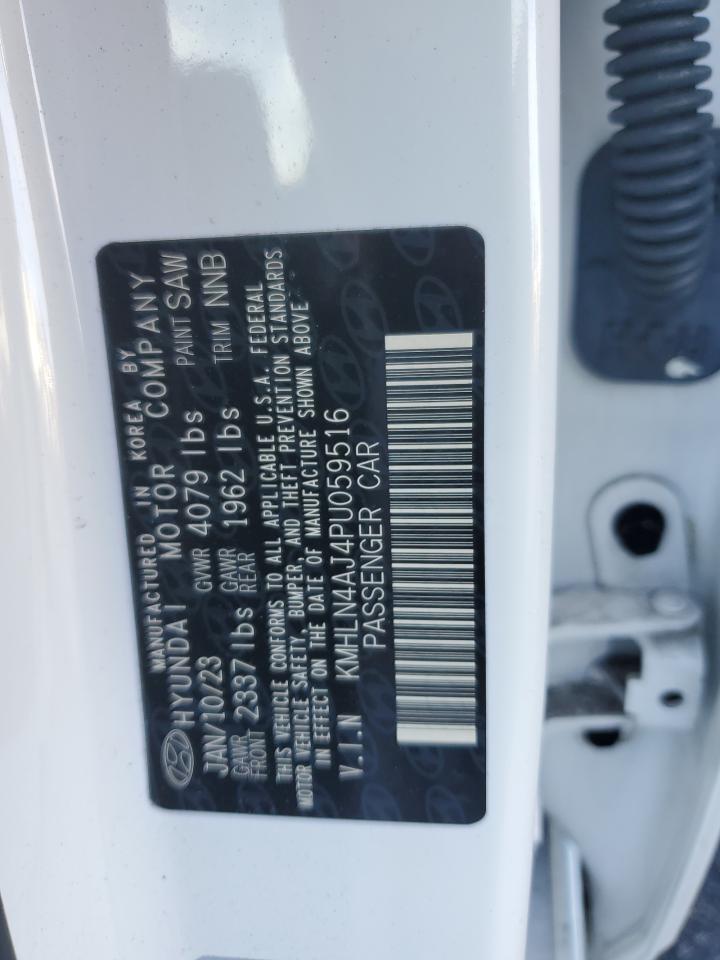 MANUFACTURED IN KOREA BY
HYUNDAI MOTOR COMPANY
JAN/10/23 GVWR 4079 lbs PAINT SAW
GAWR FRONT 2337 lbs GAWR REAR 1962 lbs TRIM NNB
THIS VEHICLE CONFORMS TO ALL APPLICABLE U.S.A. FEDERAL
MOTOR VEHICLE SAFETY, BUMPER, AND THEFT PREVENTION STANDARDS
IN EFFECT ON THE DATE OF MANUFACTURE SHOWN ABOVE.
V.I.N KMHLN4AJ4PU059516
PASSENGER CAR